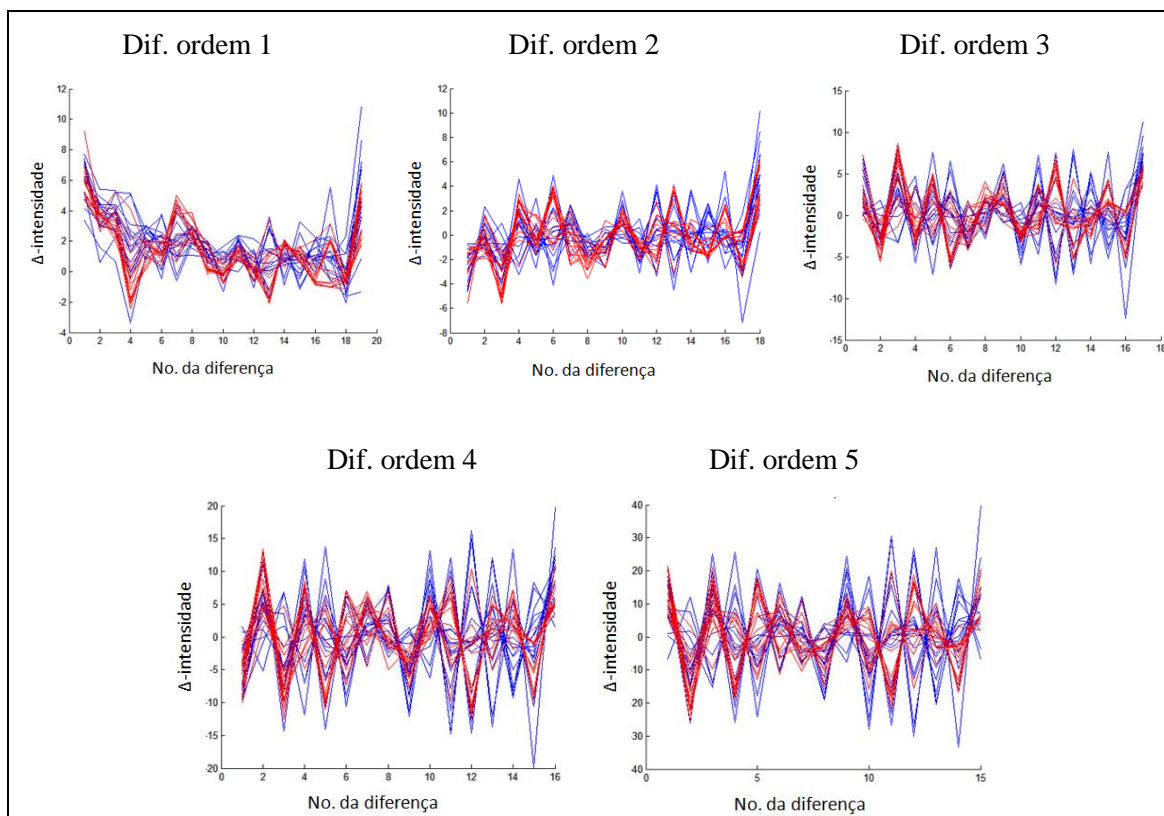 Dif. ordem 1
Dif. ordem 2
Dif. ordem 3
Δ-intensidade
12
10
8
6
4
2
0
-2
-4
0 2 4 6 8 10 12 14 16 18 20
No. da diferença
Δ-intensidade
12
10
8
6
4
2
0
-2
-4
-6
-8
0 2 4 6 8 10 12 14 16 18
No. da diferença
Δ-intensidade
15
10
5
0
-5
-10
-15
0 2 4 6 8 10 12 14 16 18
No. da diferença
Dif. ordem 4
Dif. ordem 5
Δ-intensidade
20
15
10
5
0
-5
-10
-15
-20
0 2 4 6 8 10 12 14 16
No. da diferença
Δ-intensidade
40
30
20
10
0
10
20
30
40
0 5 10 15
No. da diferença